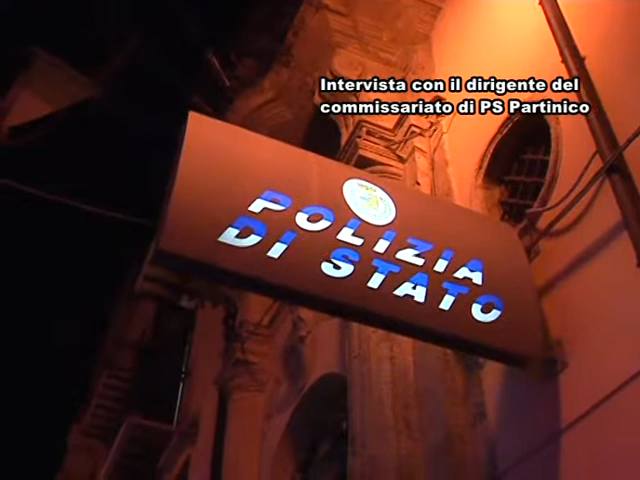 Intervista con il dirigente del
commissariato di PS Partinico
POLIZIA
DI STATO